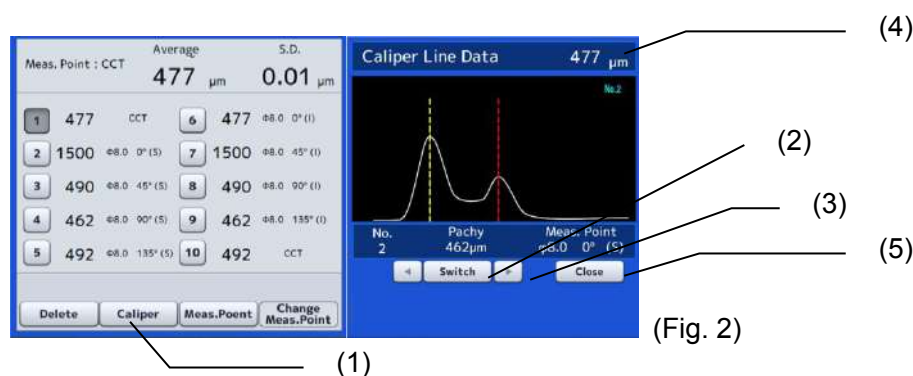 Average S.D.
Meas. Point : CCT
477 μm 0.01 μm
1 477 CCT 6 477 Φ8.0 0° (I)
2 1500 Φ8.0 0° (S) 7 1500 Φ8.0 45° (I)
3 490 Φ8.0 45° (S) 8 490 Φ8.0 90° (I)
4 462 Φ8.0 90° (S) 9 462 Φ8.0 135° (I)
5 492 Φ8.0 135° (S) 10 492 CCT
Delete Caliper Meas.Poent Change
Meas.Point
Caliper Line Data 477 μm
No.2
No. Pachy Meas. Point
2 462μm φ8.0 0° (S)
◀ Switch ▶ Close
(4)
(2)
(3)
(5)
(Fig. 2)
(1)